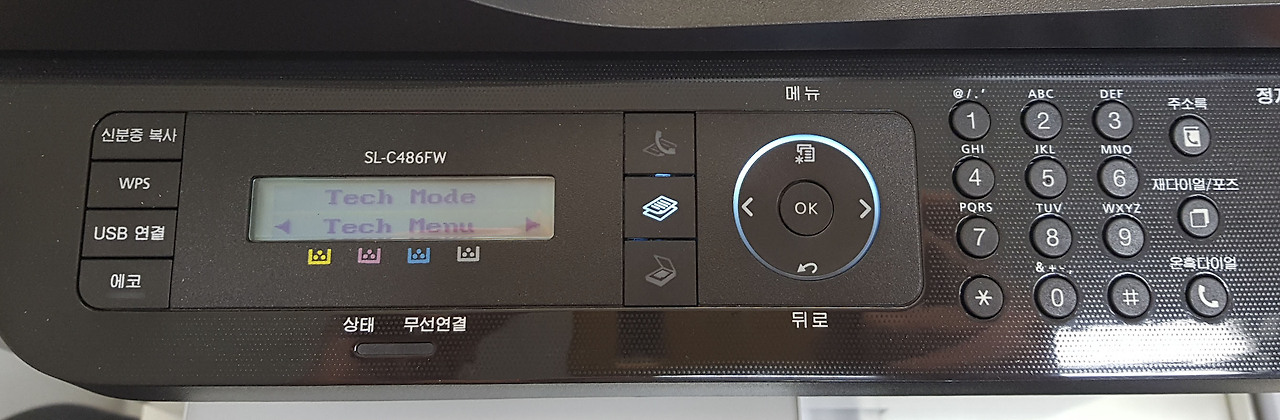 신분증 복사
WPS
USB 연결
에코
SL-C486FW
Tech Mode
Tech Menu
상태 무선연결
메뉴
OK
뒤로
@/.’ ABC DEF
1 2 3
GHI JKL MNO
4 5 6
PQRS TUV WXYZ
7 8 9
&+-,
* 0 #
주소록
재다이얼/포즈
온훅다이얼